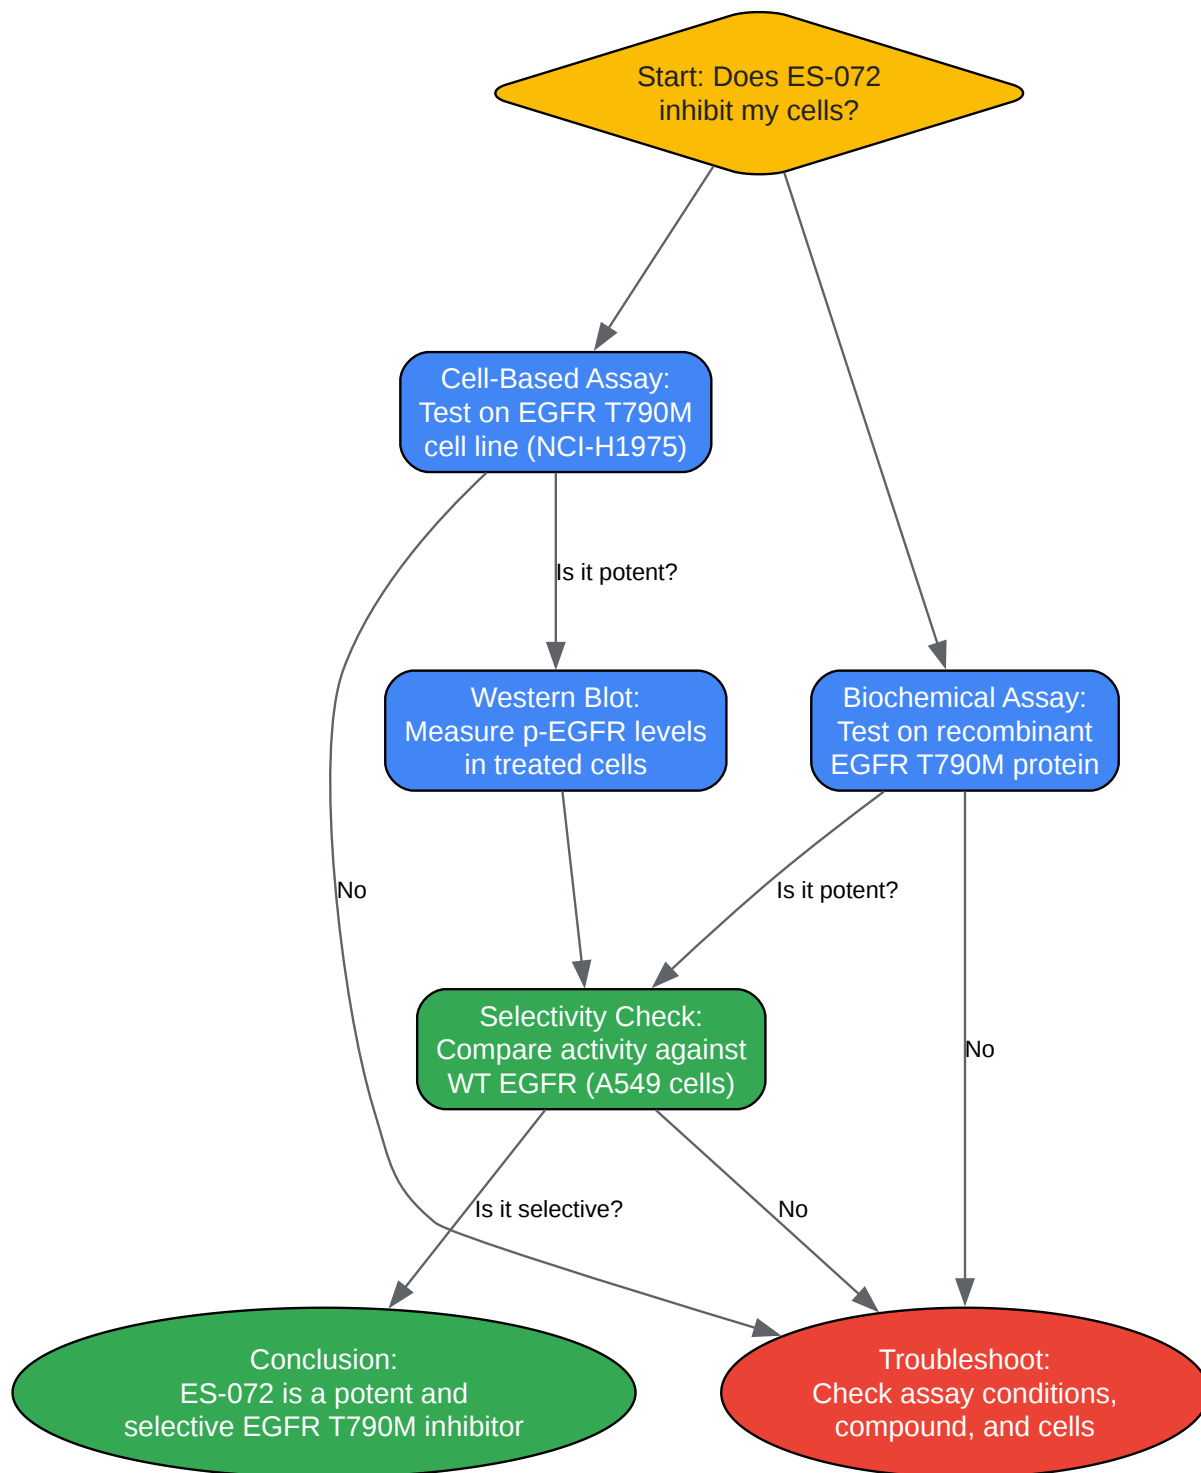 Start: Does ES-072
inhibit my cells?
Cell-Based Assay:
Test on EGFR T790M
cell line (NCI-H1975)
Is it potent?
Western Blot:
Measure p-EGFR levels
in treated cells
Biochemical Assay:
Test on recombinant
EGFR T790M protein
No
Is it potent?
Selectivity Check:
Compare activity against
WT EGFR (A549 cells)
No
Is it selective?
No
Conclusion:
ES-072 is a potent and
selective EGFR T790M inhibitor
Troubleshoot:
Check assay conditions,
compound, and cells